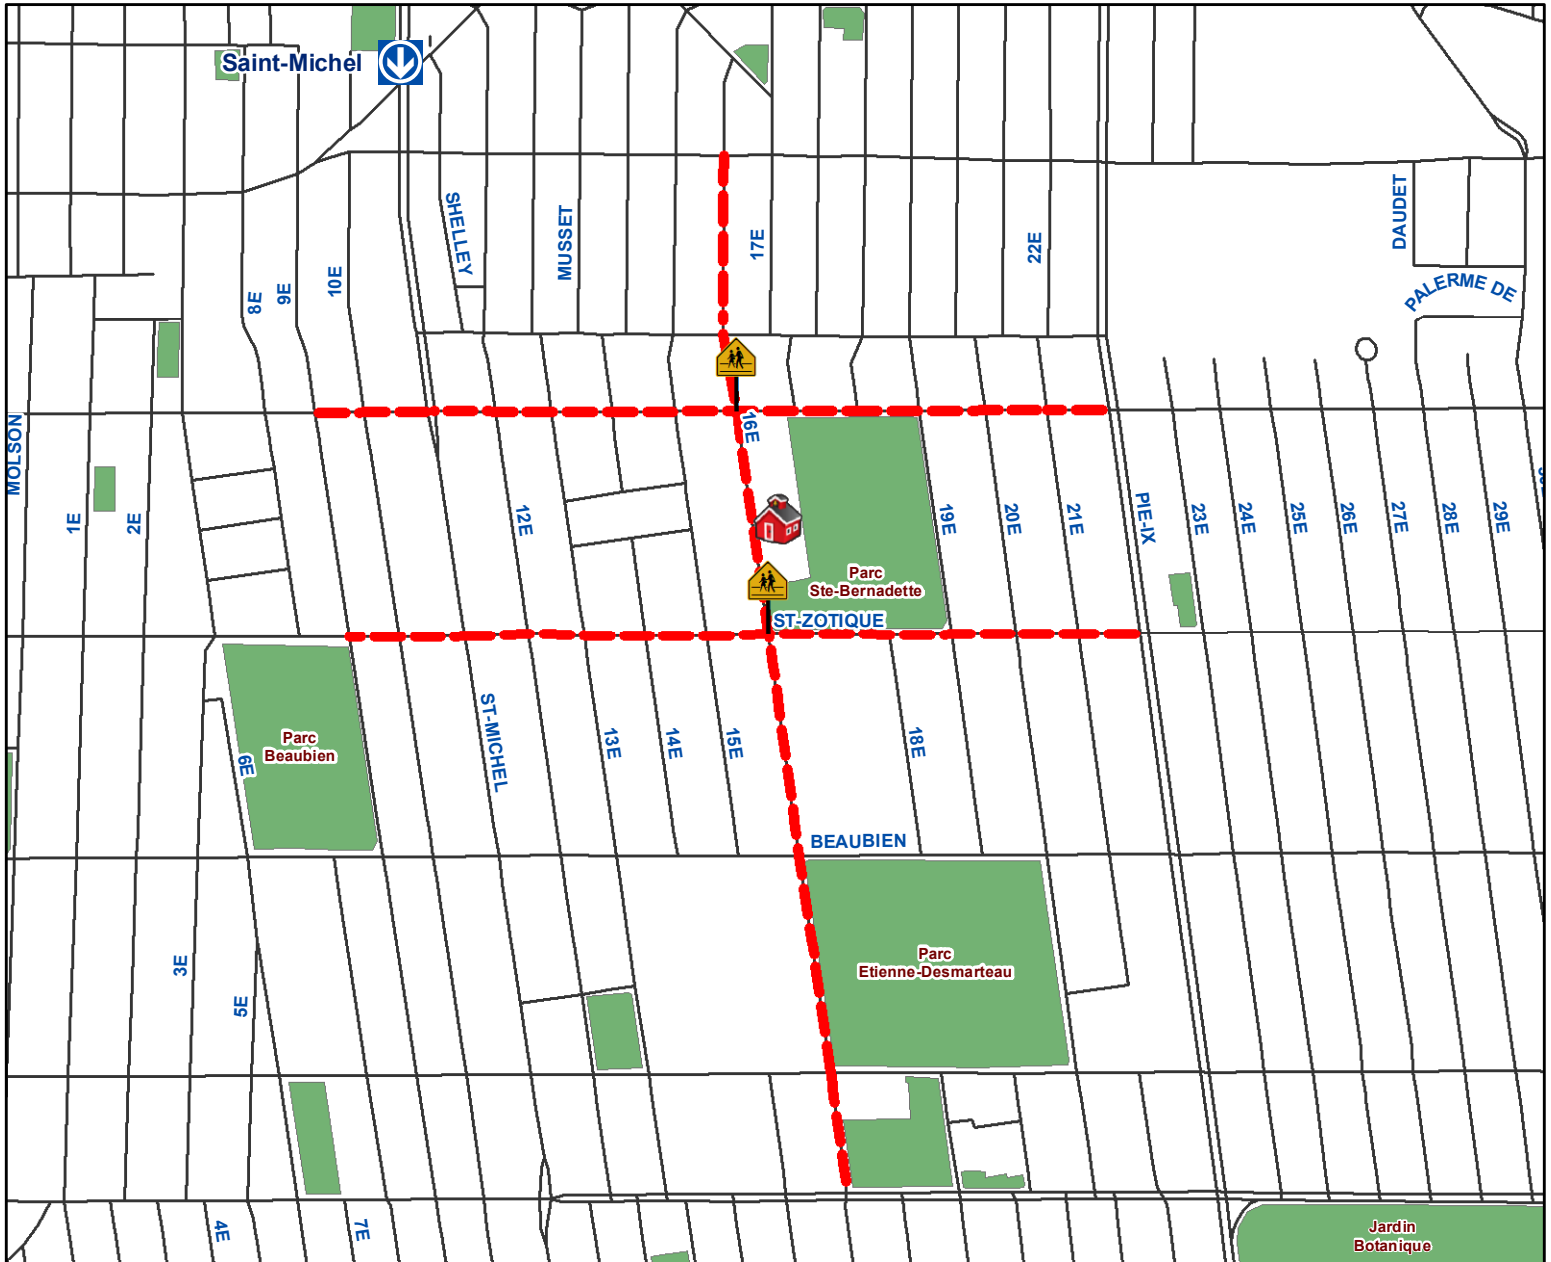 Saint-Michel
SHELLEY
MUSSET
17E
22E
DAUDET
PALERME DE
8E
9E
10E
MOLSON
1E
2E
12E
16E
19E
20E
21E
PIE-IX
23E
24E
25E
26E
27E
28E
29E
Parc
Ste-Bernadette
ST-ZOTIQUE
Parc
Beaubien
6E
ST-MICHEL
13E
14E
15E
18E
BEAUBIEN
Parc
Etienne-Desmarteau
3E
5E
4E
7E
Jardin
Botanique